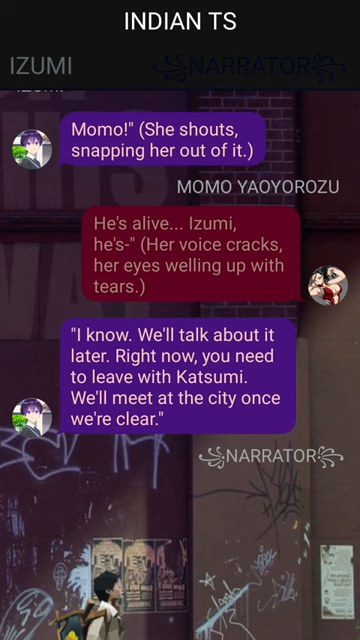 INDIAN TS
IZUMI
꧁NARRATOR꧂
Momo!" (She shouts,
snapping her out of it.)
MOMO YAOYOROZU
He's alive... Izumi,
he's-" (Her voice cracks,
her eyes welling up with
tears.)
"I know. We'll talk about it
later. Right now, you need
to leave with Katsumi.
We'll meet at the city once
we're clear."
꧁NARRATOR꧂